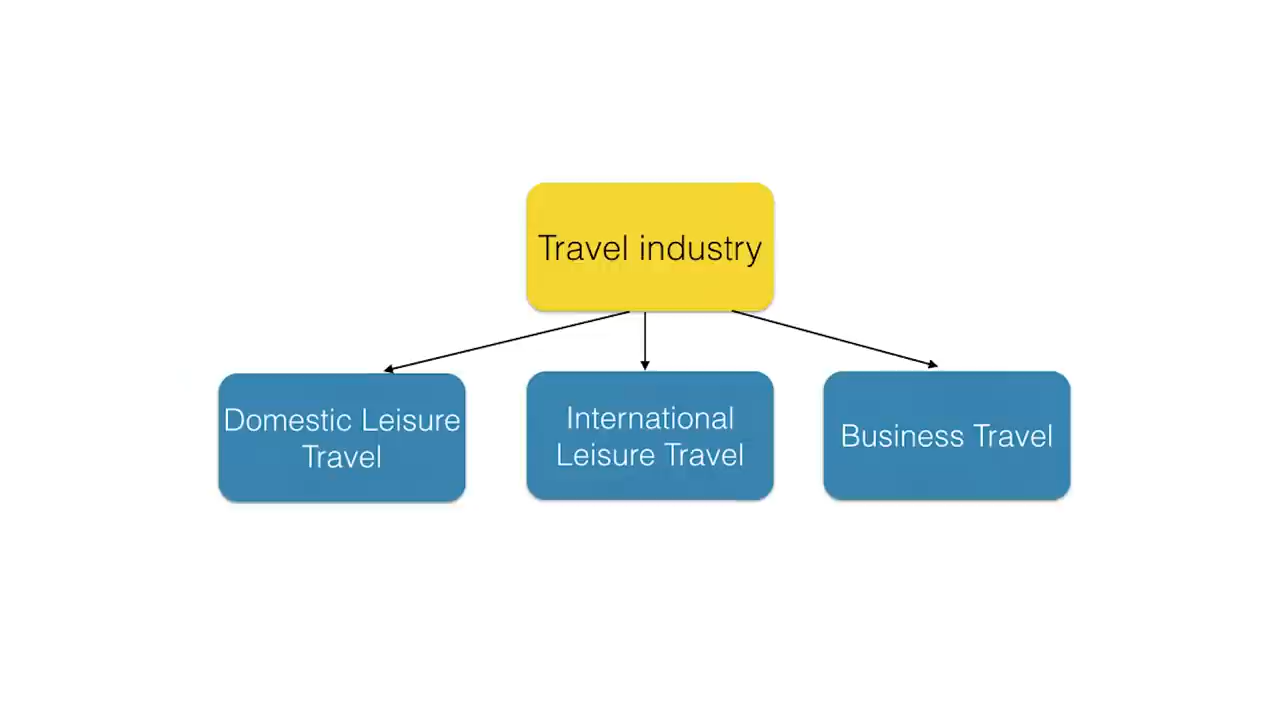 Travel industry
Domestic Leisure
Travel
International
Leisure Travel
Business Travel